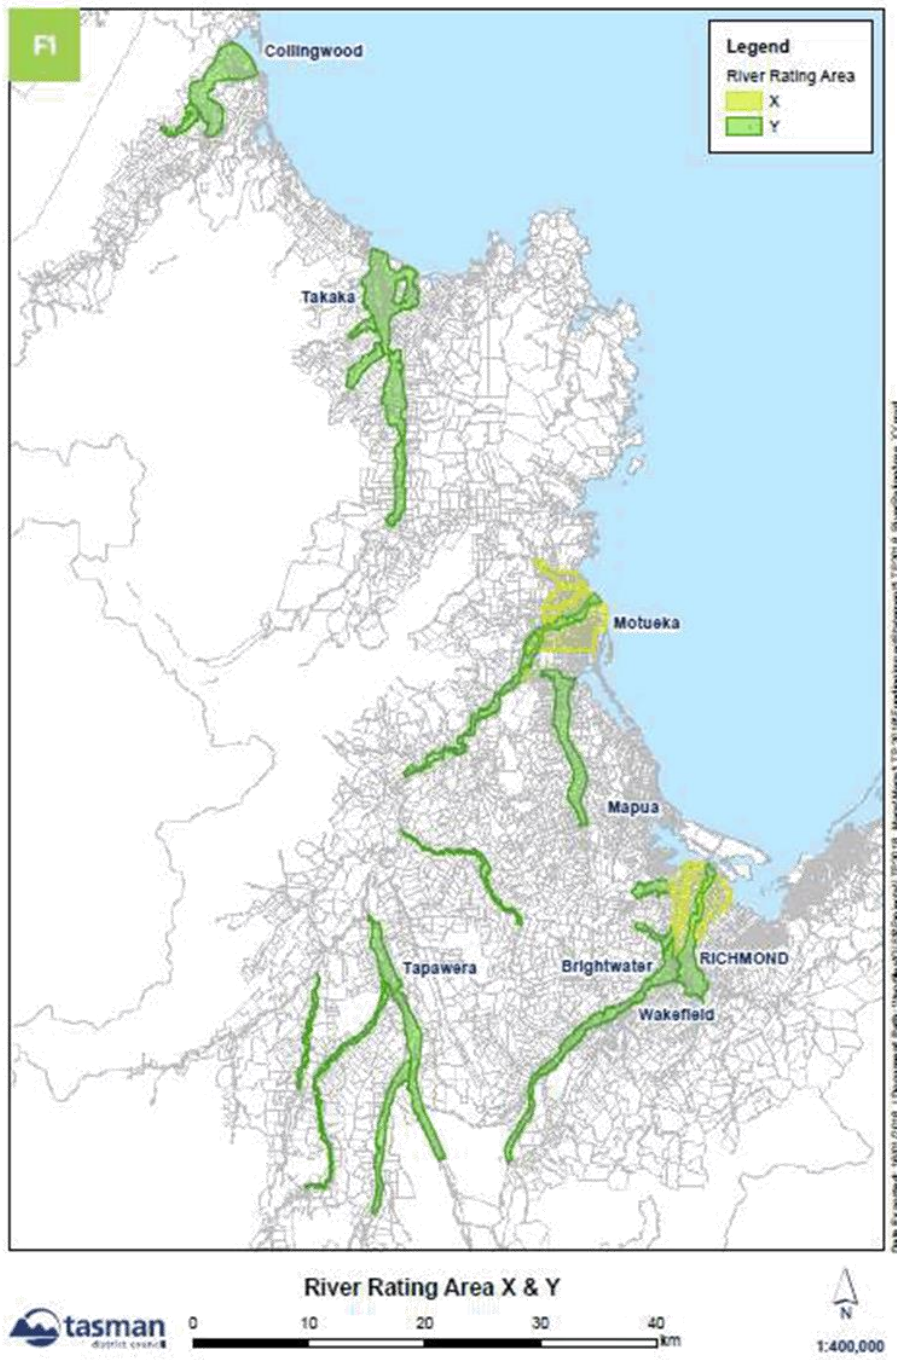 F1
Collingwood
Legend
River Rating Area
X
Y
Takaka
Motueka
Mapua
RICHMOND
Brightwater
Tapawera
Wakefield
River Rating Area X & Y
tasman
district council
0 10 20 30 40
km
N
1:400,000